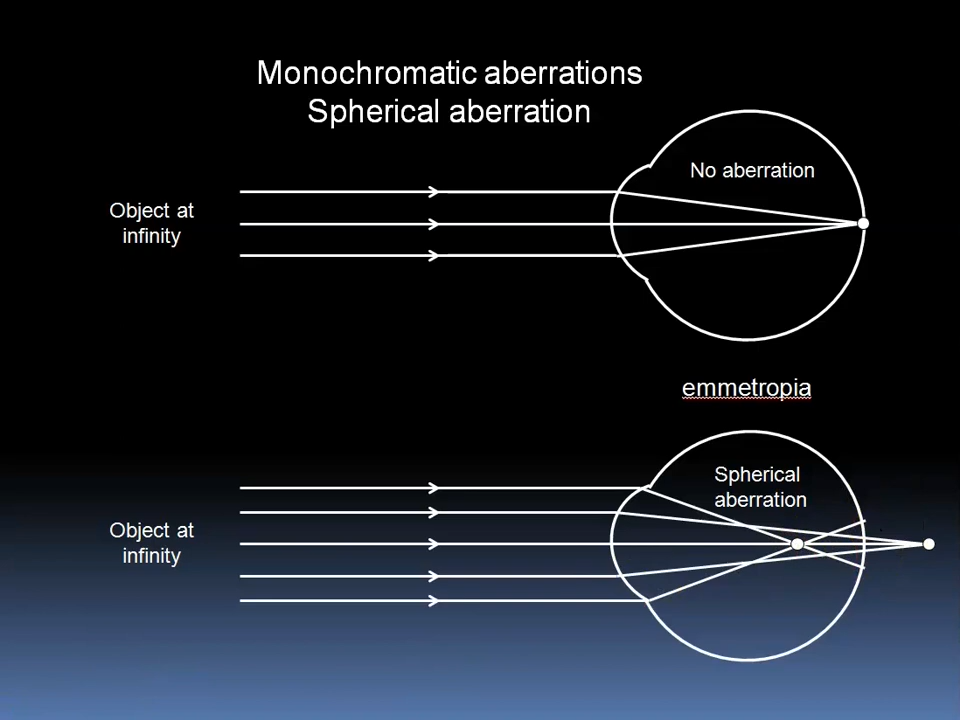 Monochromatic aberrations
Spherical aberration
No aberration
Object at
infinity
emmetropia
Spherical
aberration
Object at
infinity